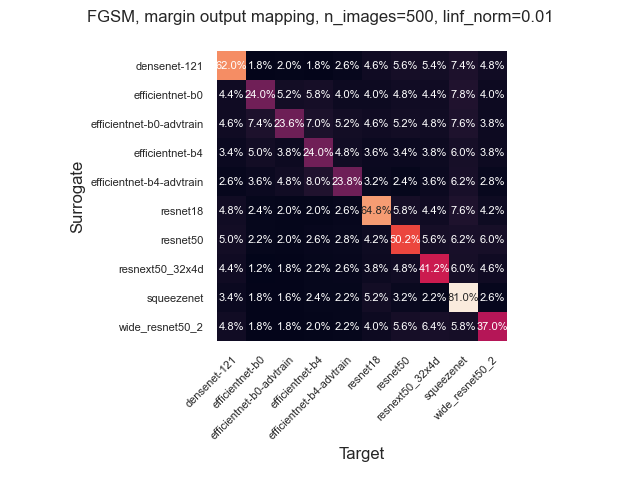 FGSM, margin output mapping, n_images=500, linf_norm=0.01
Surrogate
densenet-121 62.0% 1.8% 2.0% 1.8% 2.6% 4.6% 5.6% 5.4% 7.4% 4.8%
efficientnet-b0 4.4% 24.0% 5.2% 5.8% 4.0% 4.0% 4.8% 4.4% 7.8% 4.0%
efficientnet-b0-advtrain 4.6% 7.4% 23.6% 7.0% 5.2% 4.6% 5.2% 4.8% 7.6% 3.8%
efficientnet-b4 3.4% 5.0% 3.8% 24.0% 4.8% 3.6% 3.4% 3.8% 6.0% 3.8%
efficientnet-b4-advtrain 2.6% 3.6% 4.8% 8.0% 23.8% 3.2% 2.4% 3.6% 6.2% 2.8%
resnet18 4.8% 2.4% 2.0% 2.0% 2.6% 64.8% 5.8% 4.4% 7.6% 4.2%
resnet50 5.0% 2.2% 2.0% 2.6% 2.8% 4.2% 50.2% 5.6% 6.2% 6.0%
resnext50_32x4d 4.4% 1.2% 1.8% 2.2% 2.6% 3.8% 4.8% 41.2% 6.0% 4.6%
squeezenet 3.4% 1.8% 1.6% 2.4% 2.2% 5.2% 3.2% 2.2% 81.0% 2.6%
wide_resnet50_2 4.8% 1.8% 1.8% 2.0% 2.2% 4.0% 5.6% 6.4% 5.8% 37.0%
densenet-121
efficientnet-b0
efficientnet-b0-advtrain
efficientnet-b4
efficientnet-b4-advtrain
resnet18
resnet50
resnext50_32x4d
squeezenet
wide_resnet50_2
Target